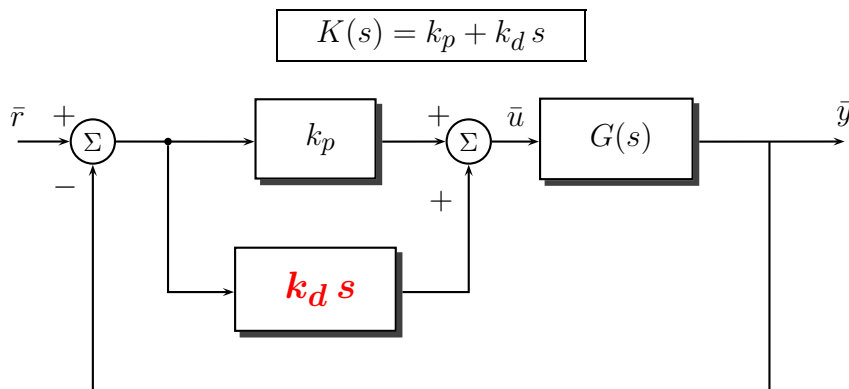 K(s) = k_p + k_d s
r̄ + Σ k_p + Σ ū G(s) ȳ
− +
k_d s